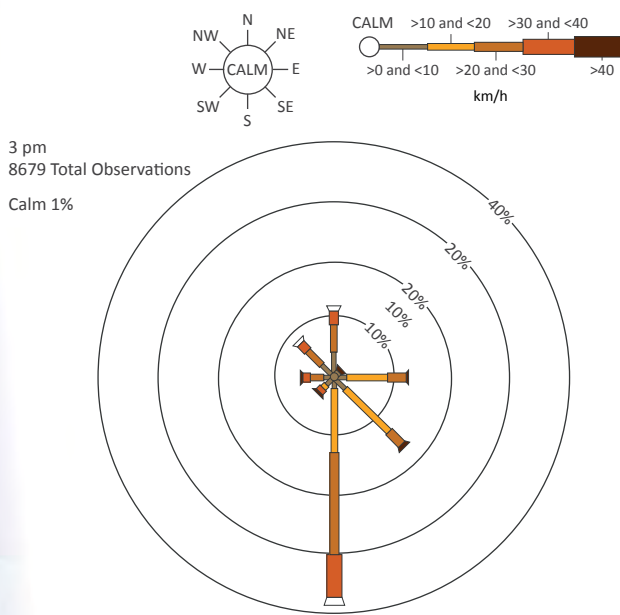 N
NW NE
W CALM E
SW SE
S
CALM >10 and <20 >30 and <40
>0 and <10 >20 and <30 >40
km/h
3 pm
8679 Total Observations
Calm 1%
40%
20%
20%
10%
10%